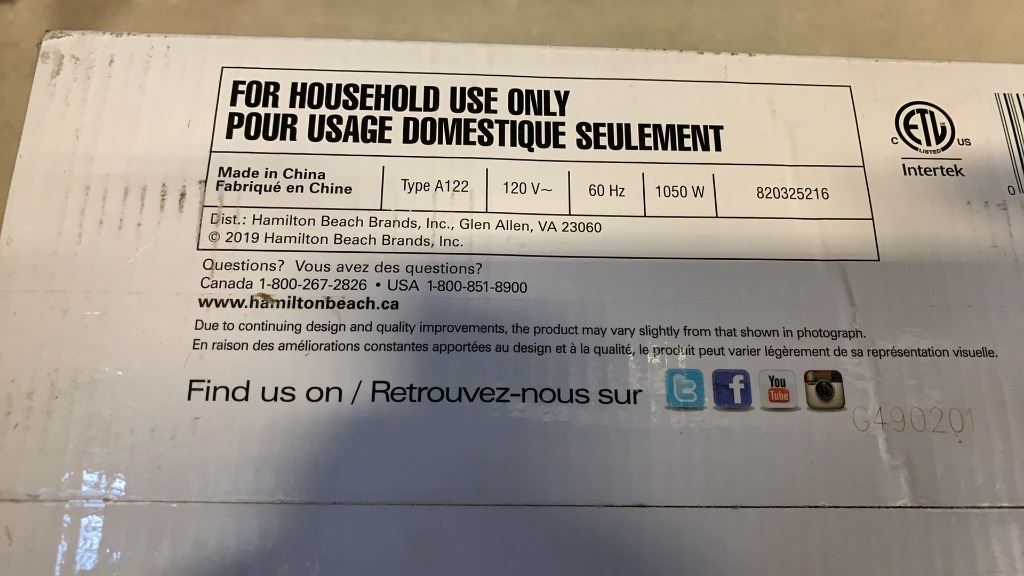 FOR HOUSEHOLD USE ONLY
POUR USAGE DOMESTIQUE SEULEMENT
Made in China
Fabriqué en Chine
Type A122
120 V~
60 Hz
1050 W
820325216
Dist.: Hamilton Beach Brands, Inc., Glen Allen, VA 23060
© 2019 Hamilton Beach Brands, Inc.
C ETL US
LISTED
Intertek
0
Questions? Vous avez des questions?
Canada 1-800-267-2826 • USA 1-800-851-8900
www.hamiltonbeach.ca
Due to continuing design and quality improvements, the product may vary slightly from that shown in photograph.
En raison des améliorations constantes apportées au design et à la qualité, le produit peut varier légèrement de sa représentation visuelle.
Find us on / Retrouvez-nous sur
You
Tube
G490201